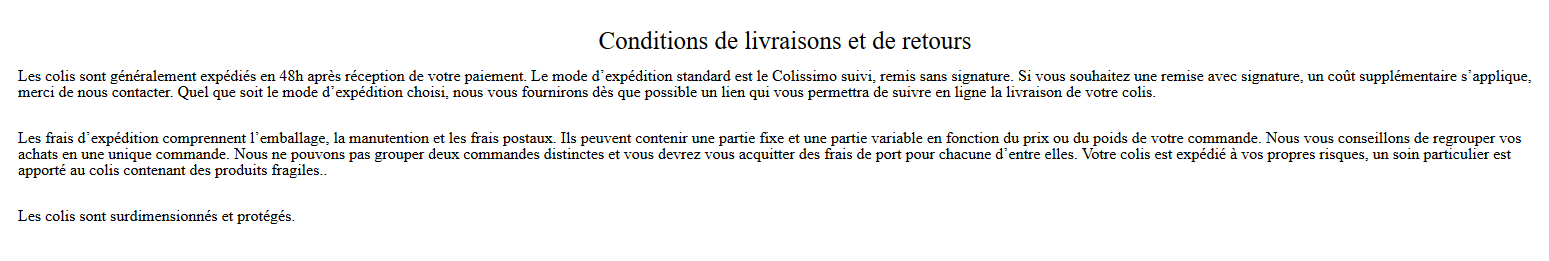 Conditions de livraisons et de retours
Les colis sont généralement expédiés en 48h après réception de votre paiement. Le mode d’expédition standard est le Colissimo suivi, remis sans signature. Si vous souhaitez une remise avec signature, un coût supplémentaire s’applique,
merci de nous contacter. Quel que soit le mode d’expédition choisi, nous vous fournirons dès que possible un lien qui vous permettra de suivre en ligne la livraison de votre colis.
Les frais d’expédition comprennent l’emballage, la manutention et les frais postaux. Ils peuvent contenir une partie fixe et une partie variable en fonction du prix ou du poids de votre commande. Nous vous conseillons de regrouper vos
achats en une unique commande. Nous ne pouvons pas grouper deux commandes distinctes et vous devrez vous acquitter des frais de port pour chacune d’entre elles. Votre colis est expédié à vos propres risques, un soin particulier est
apporté au colis contenant des produits fragiles..
Les colis sont surdimensionnés et protégés.